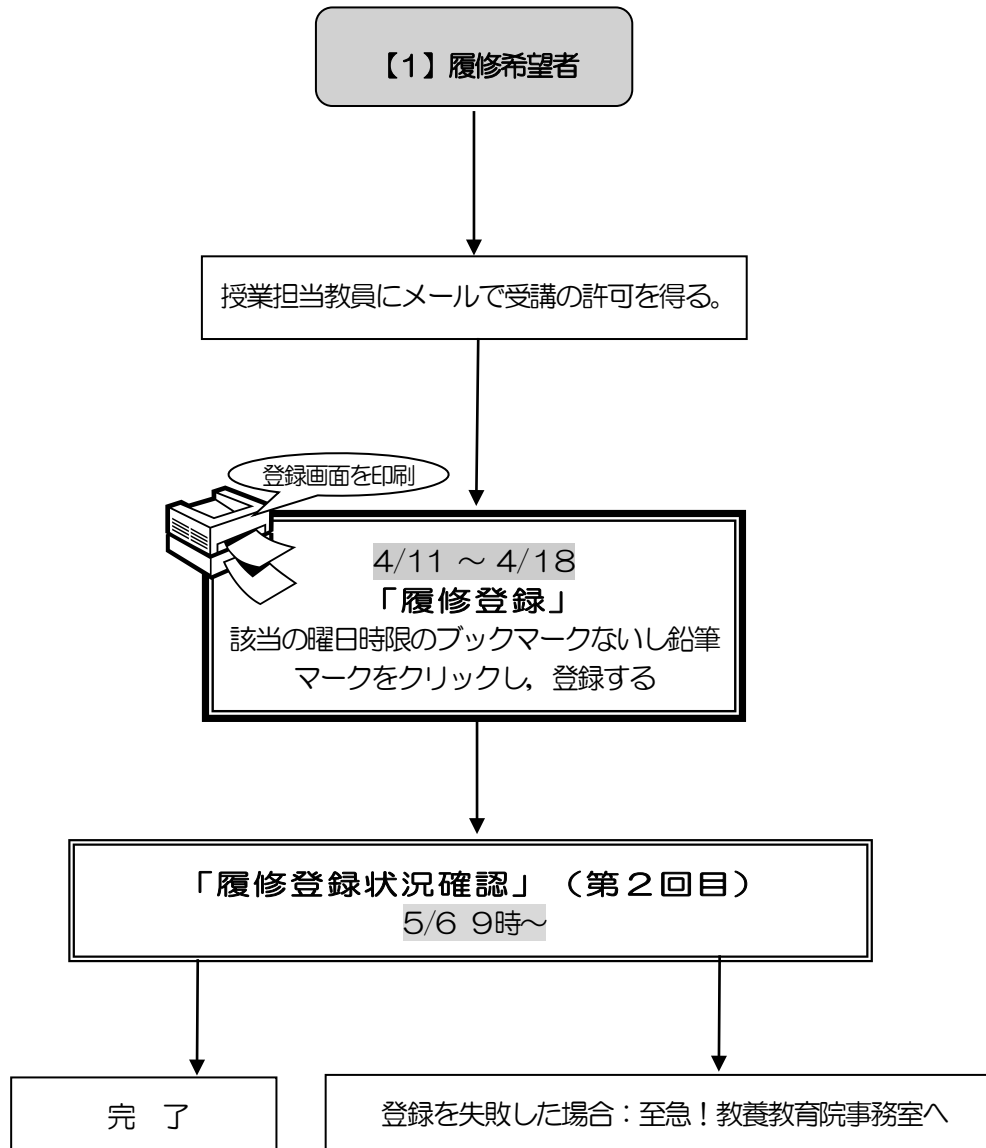 【1】履修希望者
授業担当教員にメールで受講の許可を得る。
登録画面を印刷
4/11 ~ 4/18
「履修登録」
該当の曜日時限のブックマークないし鉛筆
マークをクリックし，登録する
「履修登録状況確認」（第２回目）
5/6 9時~
完 了
登録を失敗した場合：至急！教養教育院事務室へ